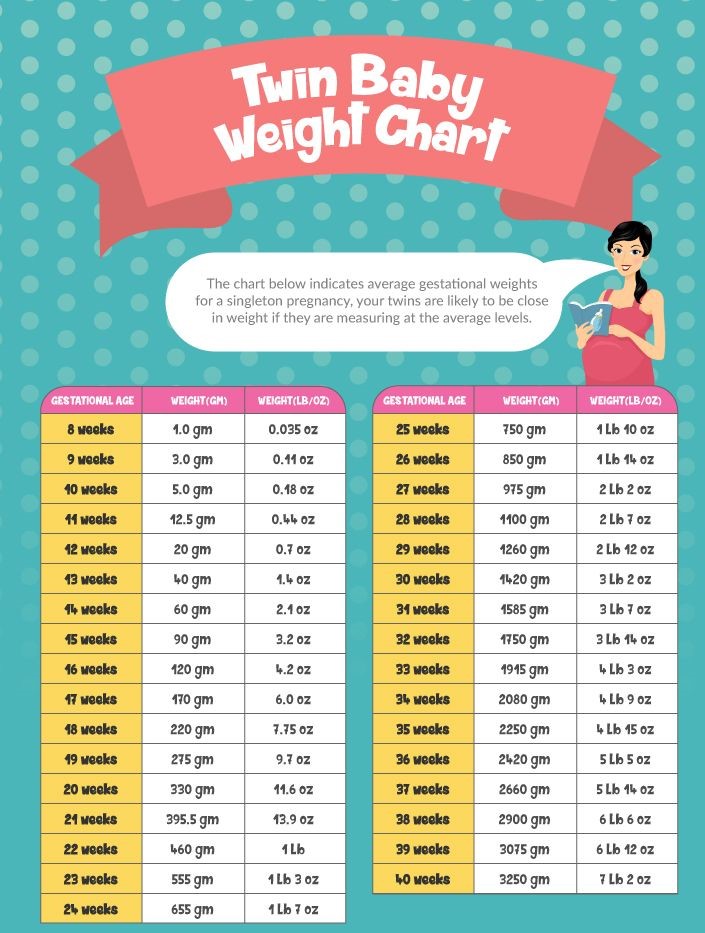 Twin Baby
Weight Chart
The chart below indicates average gestational weights
for a singleton pregnancy, your twins are likely to be close
in weight if they are measuring at the average levels.
GESTATIONAL AGE WEIGHT(GM) WEIGHT(LB/OZ)
8 weeks 1.0 gm 0.035 oz
9 weeks 3.0 gm 0.11 oz
10 weeks 5.0 gm 0.18 oz
11 weeks 12.5 gm 0.44 oz
12 weeks 20 gm 0.7 oz
13 weeks 40 gm 1.4 oz
14 weeks 60 gm 2.1 oz
15 weeks 90 gm 3.2 oz
16 weeks 120 gm 4.2 oz
17 weeks 170 gm 6.0 oz
18 weeks 220 gm 7.75 oz
19 weeks 275 gm 9.7 oz
20 weeks 330 gm 11.6 oz
21 weeks 395.5 gm 13.9 oz
22 weeks 460 gm 1 Lb
23 weeks 555 gm 1 Lb 3 oz
24 weeks 655 gm 1 Lb 7 oz
GESTATIONAL AGE WEIGHT(GM) WEIGHT(LB/OZ)
25 weeks 750 gm 1 Lb 10 oz
26 weeks 850 gm 1 Lb 14 oz
27 weeks 975 gm 2 Lb 2 oz
28 weeks 1100 gm 2 Lb 7 oz
29 weeks 1260 gm 2 Lb 12 oz
30 weeks 1420 gm 3 Lb 2 oz
31 weeks 1585 gm 3 Lb 7 oz
32 weeks 1750 gm 3 Lb 14 oz
33 weeks 1915 gm 4 Lb 3 oz
34 weeks 2080 gm 4 Lb 9 oz
35 weeks 2250 gm 4 Lb 15 oz
36 weeks 2420 gm 5 Lb 5 oz
37 weeks 2660 gm 5 Lb 14 oz
38 weeks 2900 gm 6 Lb 6 oz
39 weeks 3075 gm 6 Lb 12 oz
40 weeks 3250 gm 7 Lb 2 oz